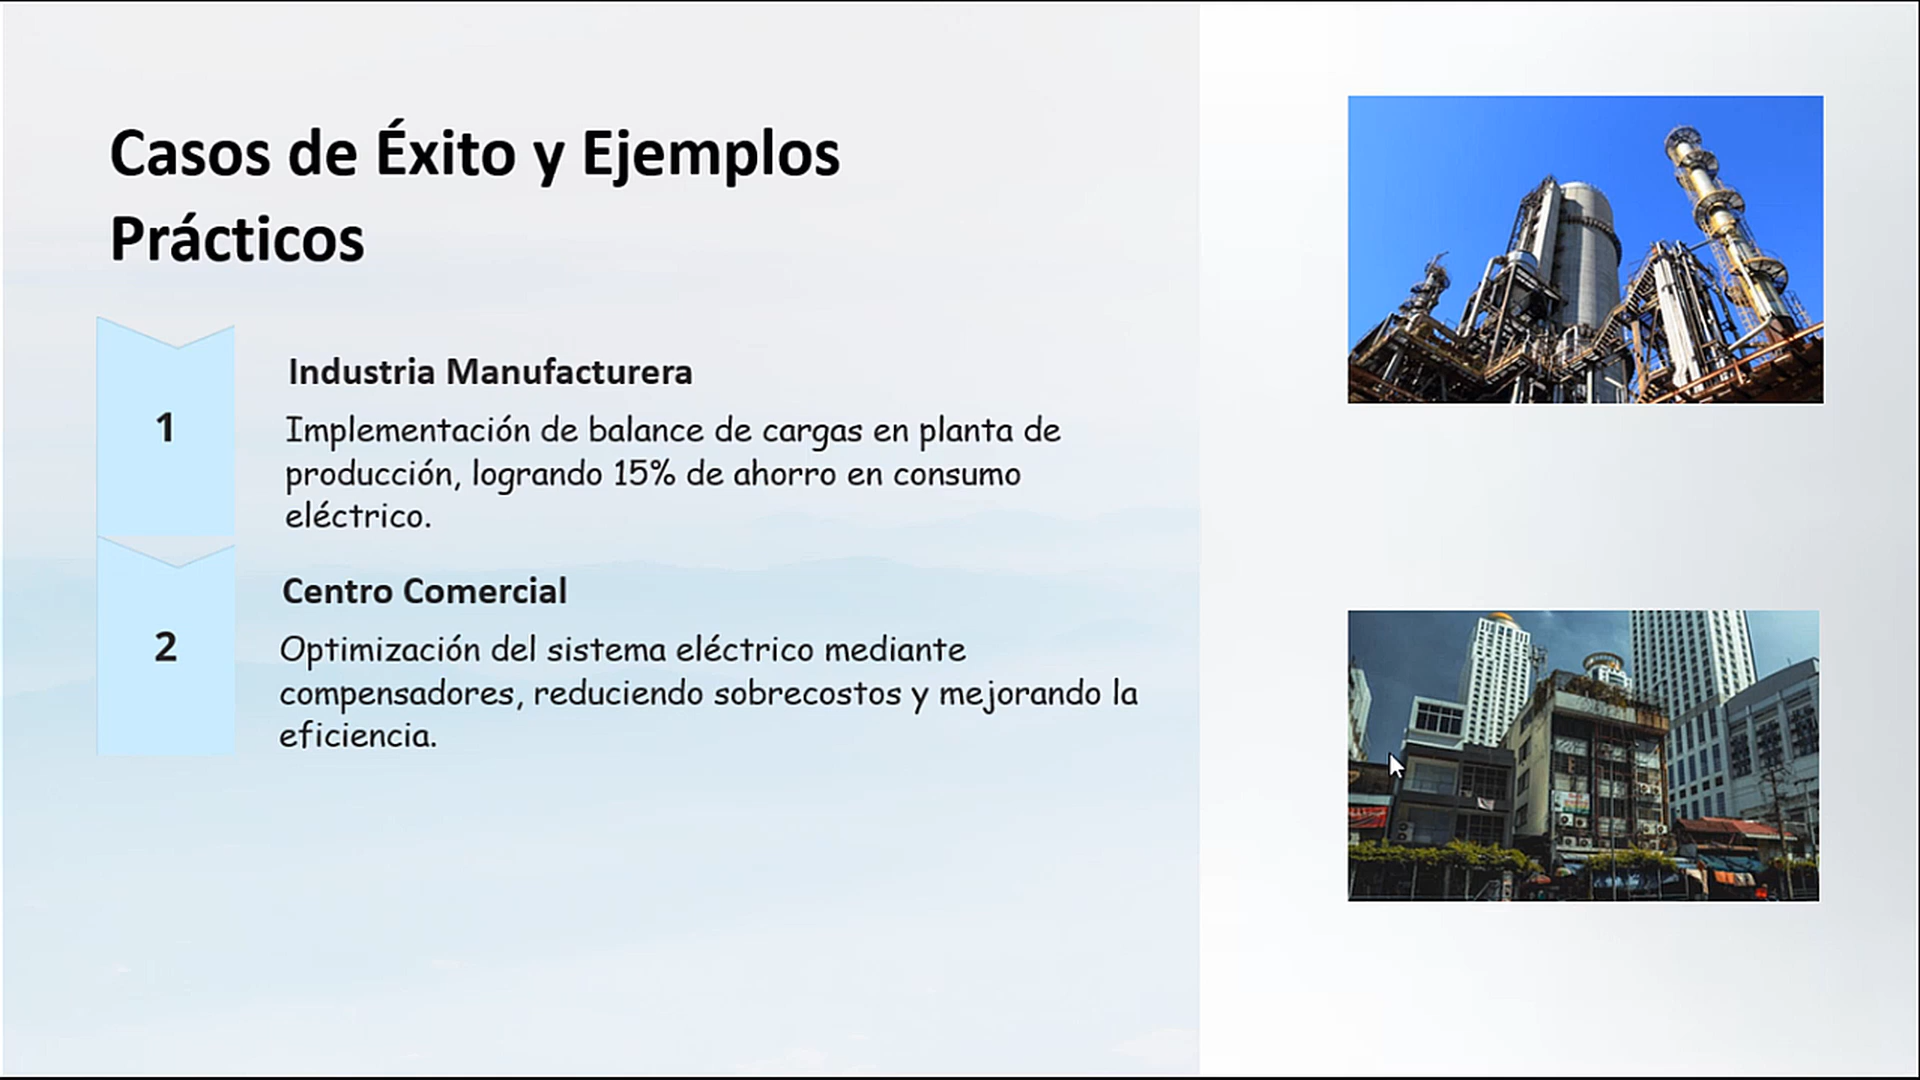 Casos de Éxito y Ejemplos
Prácticos
1
Industria Manufacturera
Implementación de balance de cargas en planta de
producción, logrando 15% de ahorro en consumo
eléctrico.
2
Centro Comercial
Optimización del sistema eléctrico mediante
compensadores, reduciendo sobrecostos y mejorando la
eficiencia.